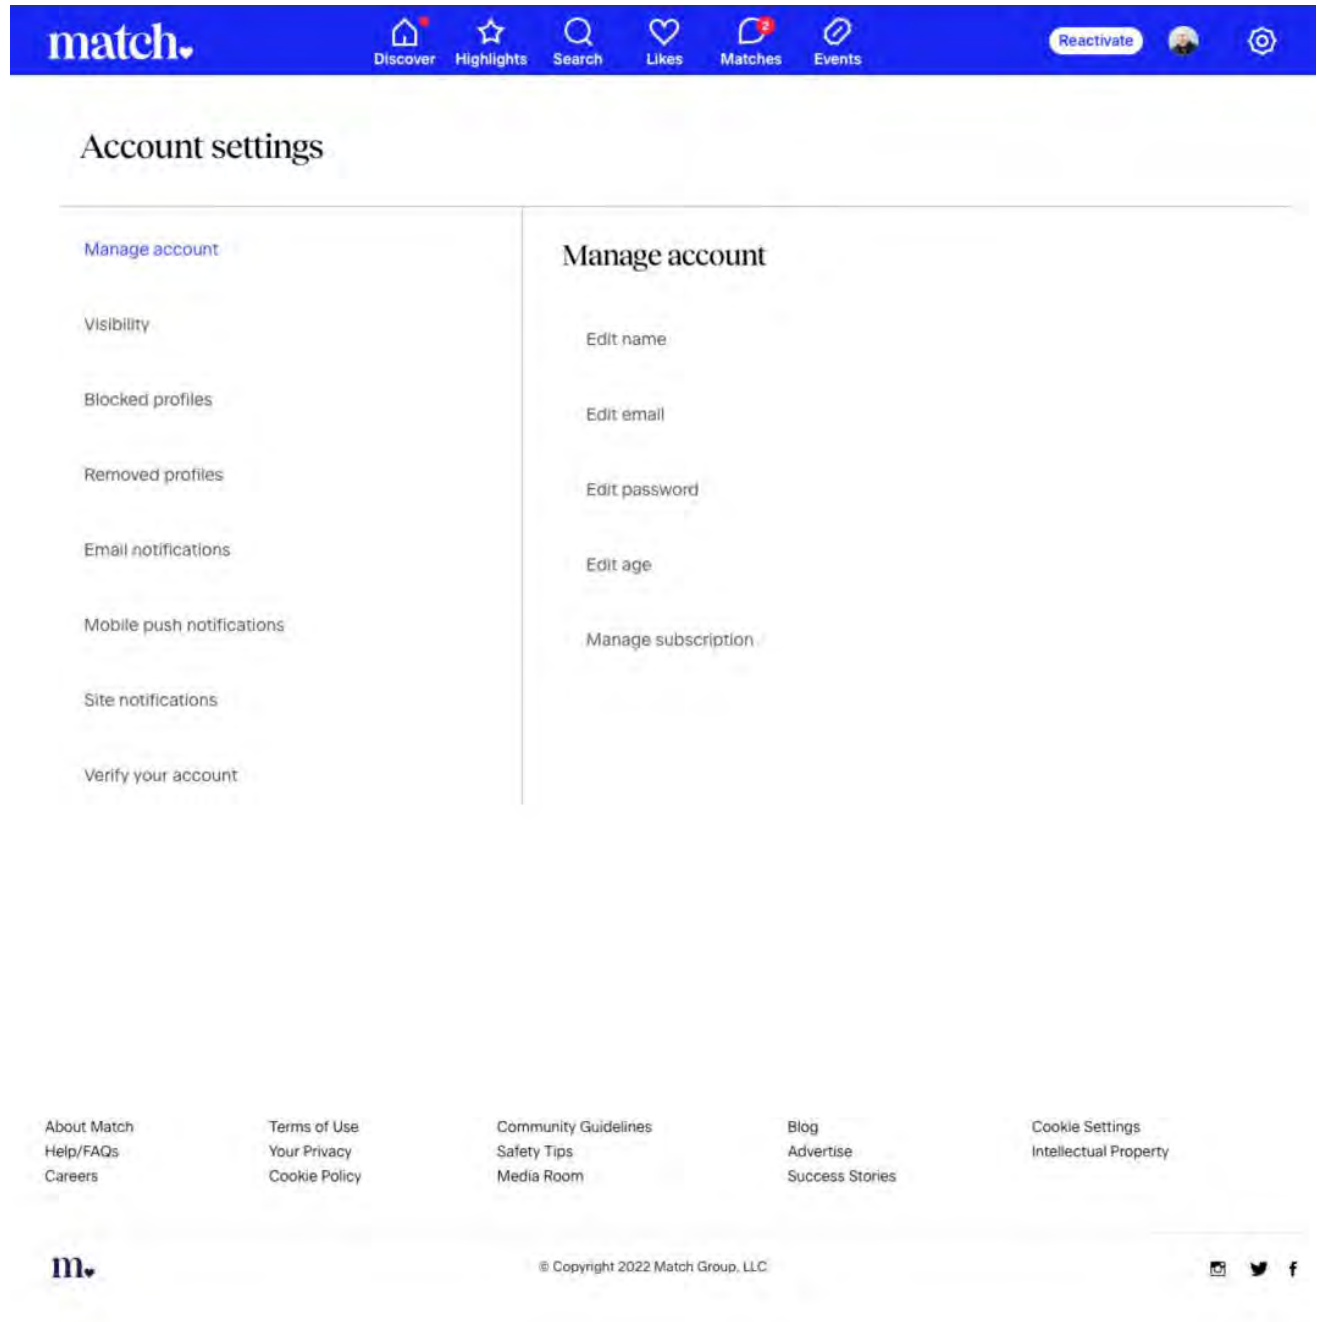 match
Discover Highlights Search Likes 2 Matches Events Reactivate
Account settings
Manage account
Visibility
Blocked profiles
Removed profiles
Email notifications
Mobile push notifications
Site notifications
Verify your account
Manage account
Edit name
Edit email
Edit password
Edit age
Manage subscription
About Match
Help/FAQs
Careers
Terms of Use
Your Privacy
Cookie Policy
Community Guidelines
Safety Tips
Media Room
Blog
Advertise
Success Stories
Cookie Settings
Intellectual Property
m
© Copyright 2022 Match Group, LLC